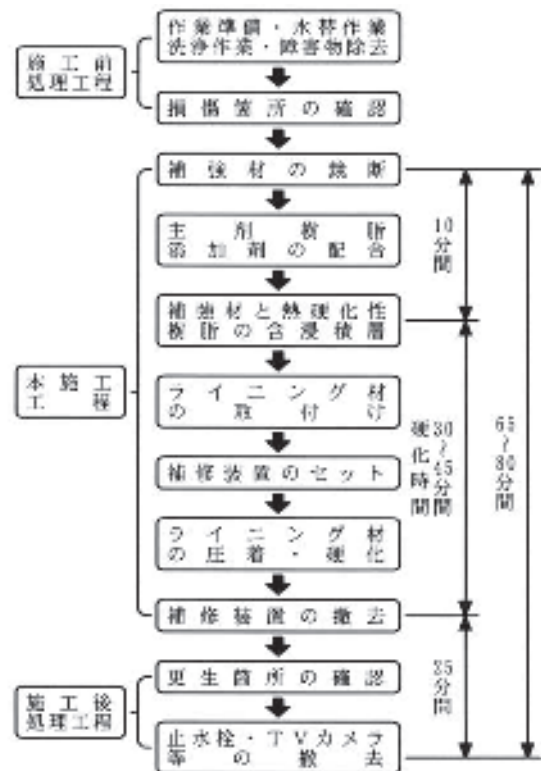 作業準備・水替作業
洗浄作業・障害物除去
施工前
処理工程
損傷箇所の確認
補強材の裁断
主剤樹脂
添加剤の配合
10分間
補強材と熱硬化性
樹脂の含浸積層
本施工
工程
ライニング材
の取付け
硬化時間
30~45分間
65~80分間
補修装置のセット
ライニング材
の圧着・硬化
補修装置の撤去
更生箇所の確認
25分間
施工後
処理工程
止水栓・TVカメラ
等の撤去